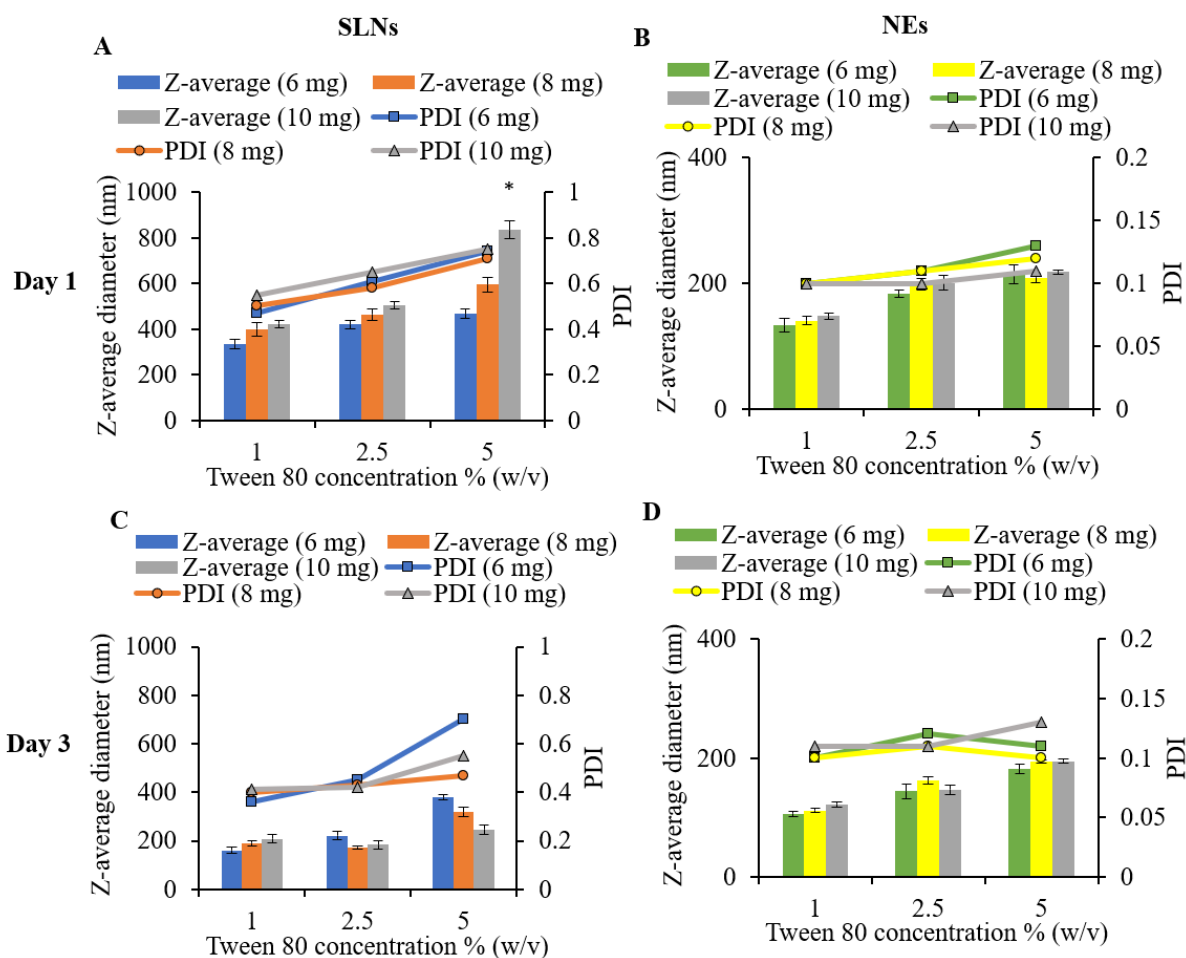 SLNs
NEs
A
Z-average (6 mg) Z-average (8 mg)
Z-average (10 mg) PDI (6 mg)
PDI (8 mg) PDI (10 mg)
Day 1
Z-average diameter (nm)
1000
800
600
400
200
0
*
1
0.8
0.6
0.4
0.2
0
PDI
1 2.5 5
Tween 80 concentration % (w/v)
B
Z-average (6 mg) Z-average (8 mg)
Z-average (10 mg) PDI (6 mg)
PDI (8 mg) PDI (10 mg)
Z-average diameter (nm)
400
200
0
0.2
0.15
0.1
0.05
0
PDI
1 2.5 5
Tween 80 concentration % (w/v)
C
Z-average (6 mg) Z-average (8 mg)
Z-average (10 mg) PDI (6 mg)
PDI (8 mg) PDI (10 mg)
Day 3
Z-average diameter (nm)
1000
800
600
400
200
0
1
0.8
0.6
0.4
0.2
0
PDI
1 2.5 5
Tween 80 concentration % (w/v)
D
Z-average (6 mg) Z-average (8 mg)
Z-average (10 mg) PDI (6 mg)
PDI (8 mg) PDI (10 mg)
Z-average diameter (nm)
400
200
0
0.2
0.15
0.1
0.05
0
PDI
1 2.5 5
Tween 80 concentration % (w/v)